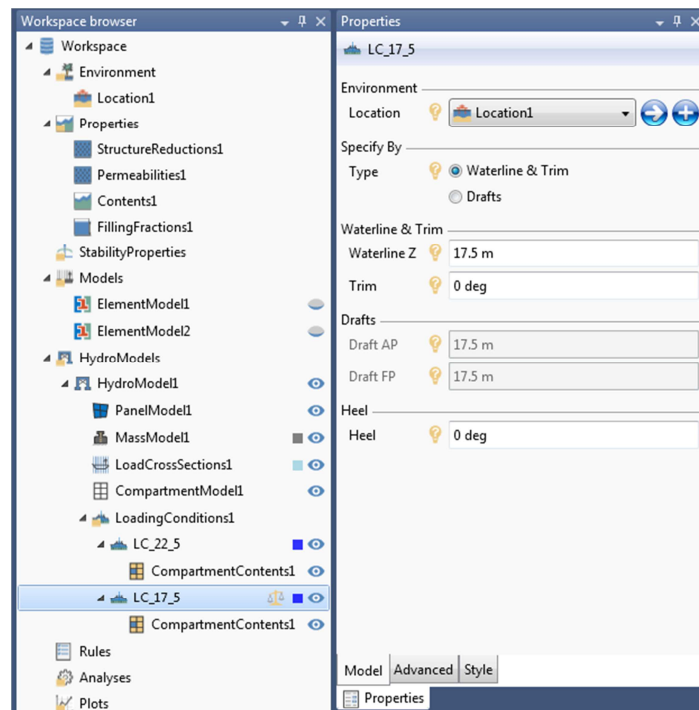 Workspace browser
Workspace
Environment
Location1
Properties
StructureReductions1
Permeabilities1
Contents1
FillingFractions1
StabilityProperties
Models
ElementModel1
ElementModel2
HydroModels
HydroModel1
PanelModel1
MassModel1
LoadCrossSections1
CompartmentModel1
LoadingConditions1
LC_22_5
CompartmentContents1
LC_17_5
CompartmentContents1
Rules
Analyses
Plots
Properties
LC_17_5
Environment
Location Location1
Specify By
Type Waterline & Trim
Drafts
Waterline & Trim
Waterline Z 17.5 m
Trim 0 deg
Drafts
Draft AP 17.5 m
Draft FP 17.5 m
Heel
Heel 0 deg
Model Advanced Style
Properties